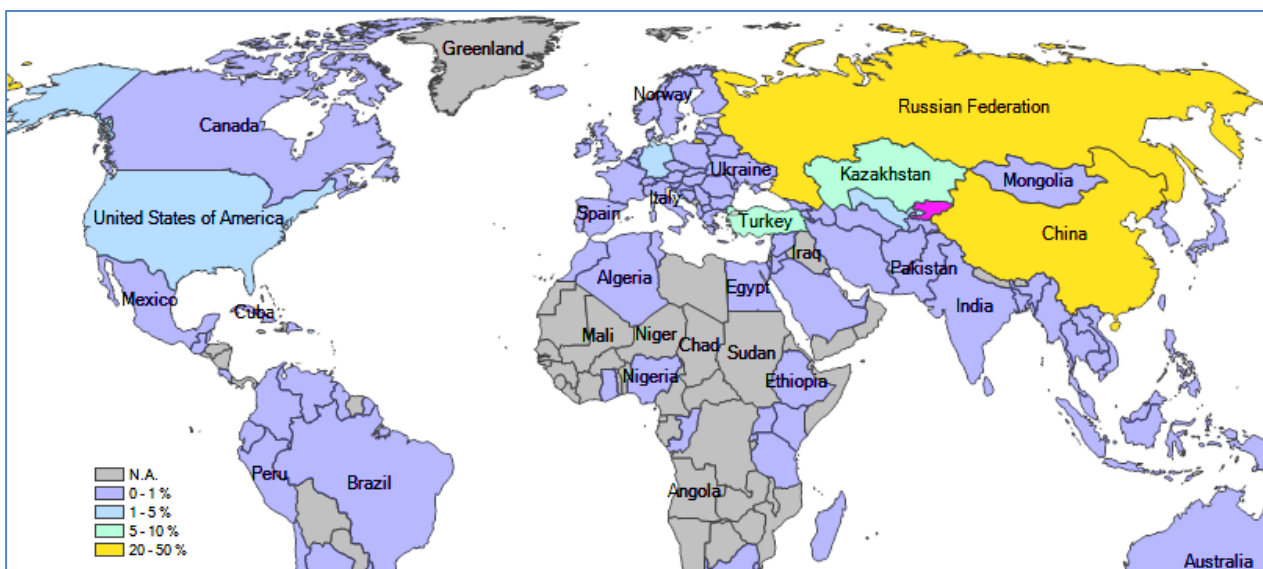 Greenland
Norway
Russian Federation
Canada
Ukraine
Kazakhstan
Mongolia
United States of America
Spain
Italy
Turkey
China
Iraq
Pakistan
Algeria
Egypt
Mexico
Cuba
India
Mali
Niger
Chad
Sudan
Nigeria
Ethiopia
Peru
Brazil
Angola
Australia
N.A.
0 - 1 %
1 - 5 %
5 - 10 %
20 - 50 %